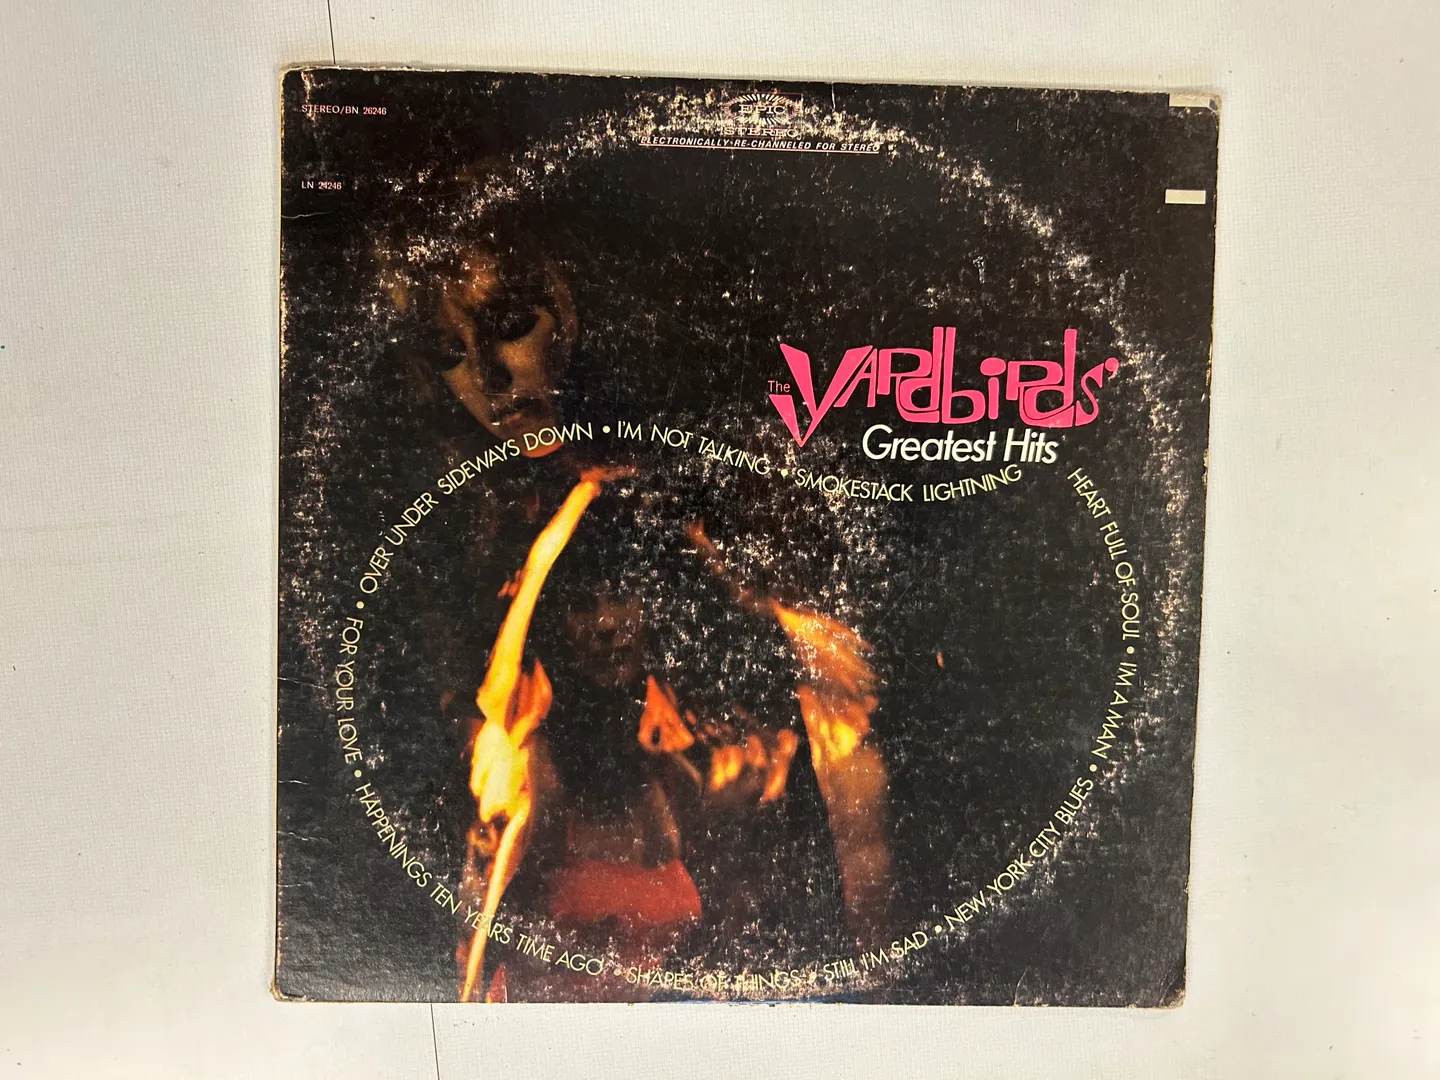 STEREO/BN 26246
LN 24246
EPIC
STEREO
ELECTRONICALLY RE-CHANNELED FOR STEREO
The YARDBIRDS'
Greatest Hits
HEART FULL OF SOUL • I'M A MAN • NEW YORK CITY BLUES • STILL I'M SAD • SHAPES OF THINGS • HAPPENINGS TEN YEARS TIME AGO • FOR YOUR LOVE • OVER UNDER SIDEWAYS DOWN • I'M NOT TALKING • SMOKESTACK LIGHTNING